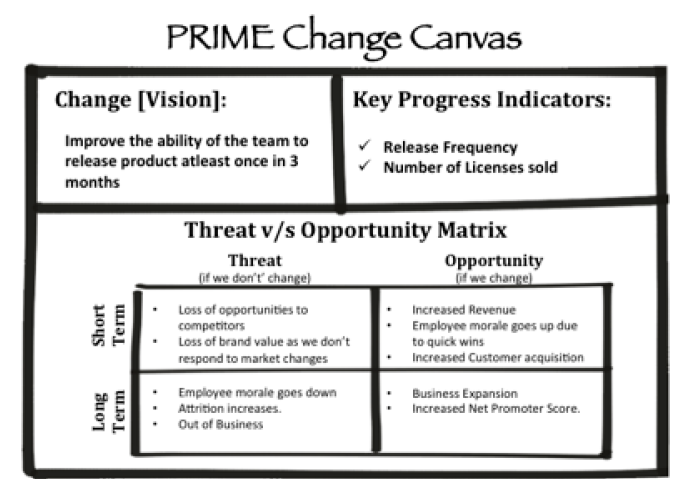 PRIME Change Canvas
Change [Vision]:
Improve the ability of the team to
release product atleast once in 3
months
Key Progress Indicators:
✓ Release Frequency
✓ Number of Licenses sold
Threat v/s Opportunity Matrix
Threat
(if we don't' change)
Opportunity
(if we change)
Short
Term
• Loss of opportunities to
competitors
• Loss of brand value as we don't
respond to market changes
• Increased Revenue
• Employee morale goes up due
to quick wins
• Increased Customer acquisition
Long
Term
• Employee morale goes down
• Attrition increases.
• Out of Business
• Business Expansion
• Increased Net Promoter Score.